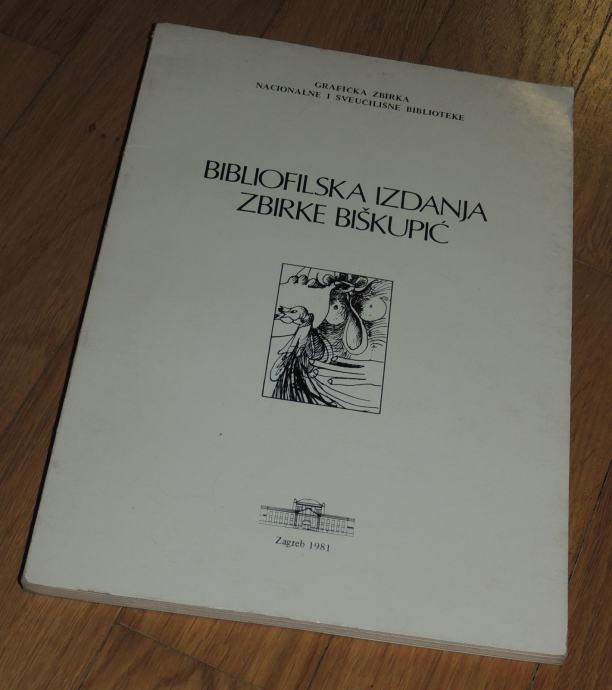 GRAFIČKA ZBIRKA
NACIONALNE I SVEUČILIŠNE BIBLIOTEKE
BIBLIOFILSKA IZDANJA
ZBIRKE BIŠKUPIĆ
Zagreb 1981